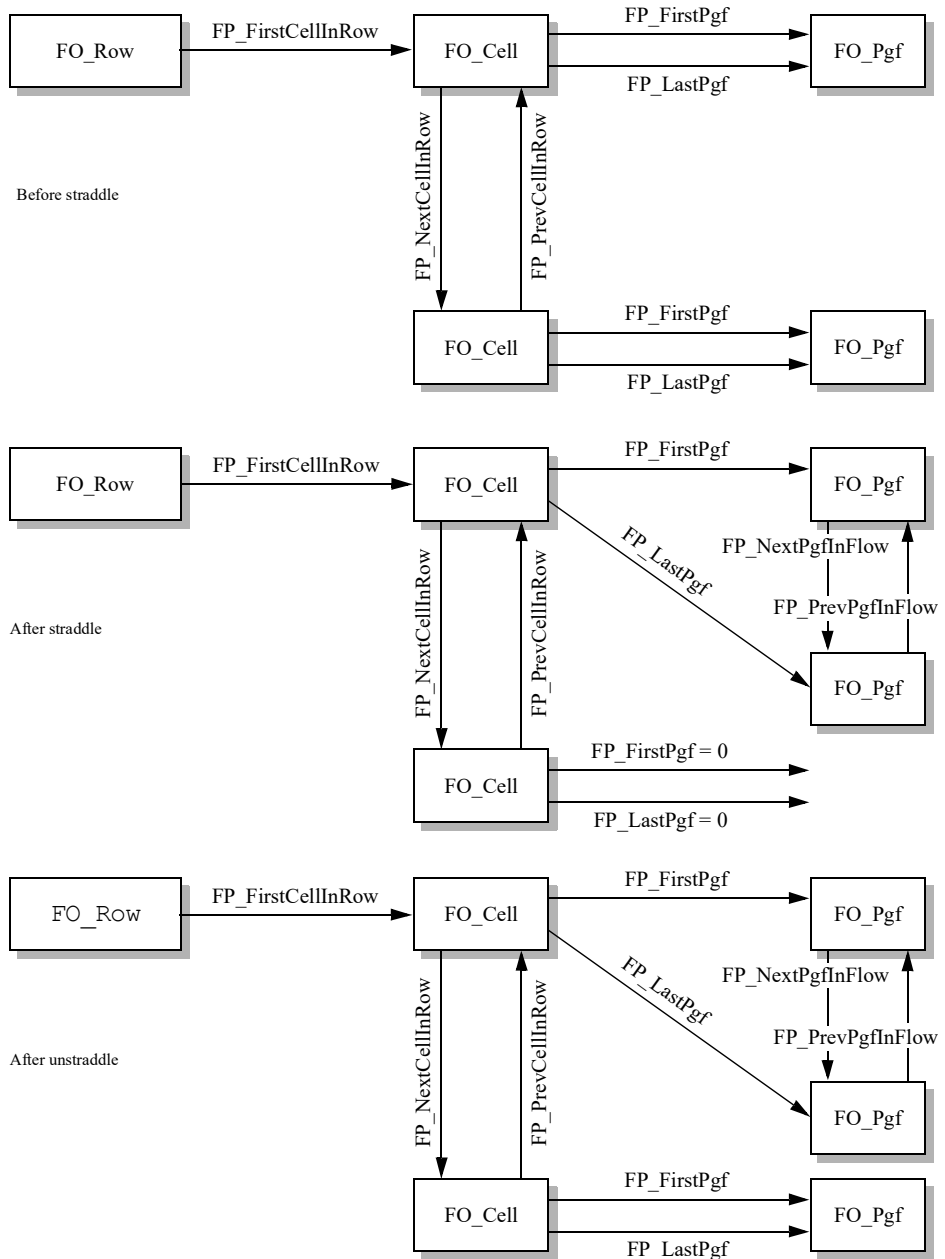 FP_FirstPgf
FO_Row
FP_FirstCellInRow
FO_Cell
FO_Pgf
FP_LastPgf
FP_NextCellInRow
FP_PrevCellInRow
Before straddle
FP_FirstPgf
FO_Cell
FO_Pgf
FP_LastPgf
FP_FirstPgf
FO_Row
FP_FirstCellInRow
FO_Cell
FO_Pgf
FP_LastPgf
FP_NextPgfInFlow
FP_NextCellInRow
FP_PrevCellInRow
FP_PrevPgfInFlow
After straddle
FO_Pgf
FP_FirstPgf = 0
FO_Cell
FP_LastPgf = 0
FP_FirstPgf
FO_Row
FP_FirstCellInRow
FO_Cell
FO_Pgf
FP_LastPgf
FP_NextPgfInFlow
FP_NextCellInRow
FP_PrevCellInRow
FP_PrevPgfInFlow
After unstraddle
FO_Pgf
FP_FirstPgf
FO_Cell
FO_Pgf
FP_LastPgf